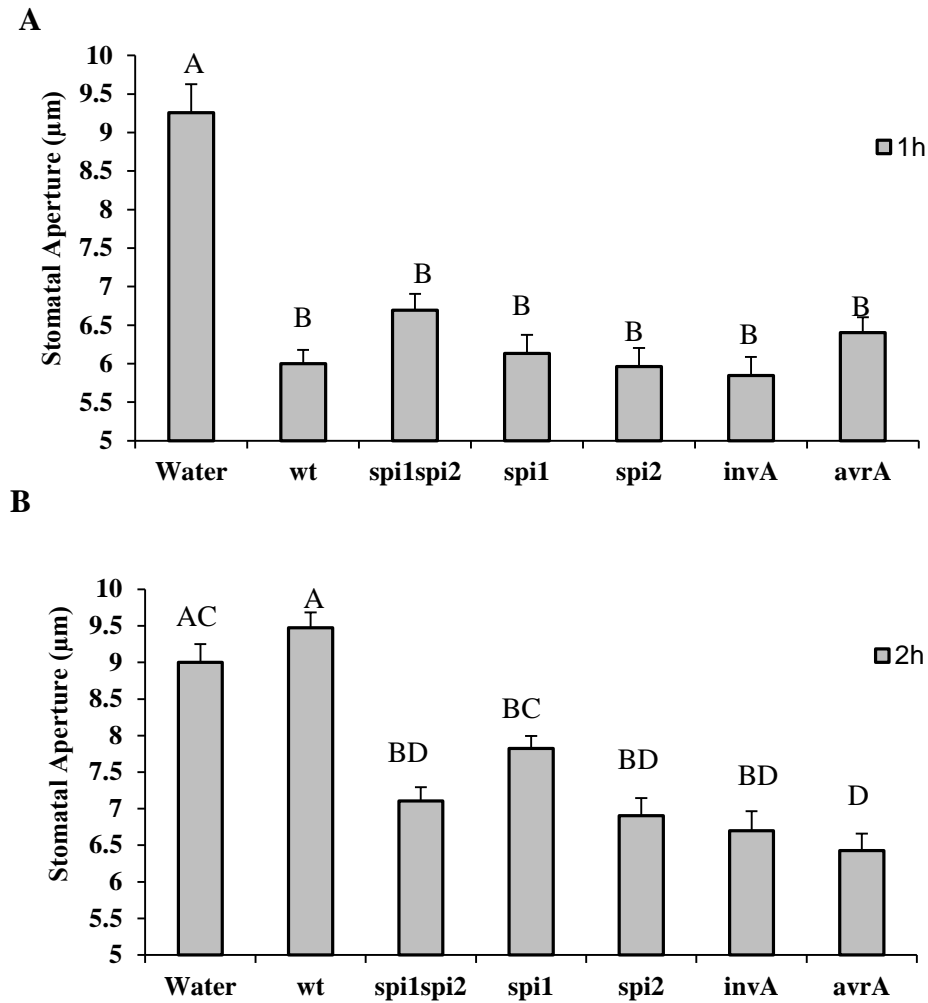 A
Stomatal Aperture (µm)
10
9.5
9
8.5
8
7.5
7
6.5
6
5.5
5
A
B
B
B
B
B
B
1h
Water wt spi1spi2 spi1 spi2 invA avrA
B
Stomatal Aperture (µm)
10
9.5
9
8.5
8
7.5
7
6.5
6
5.5
5
AC
A
BD
BC
BD
BD
D
2h
Water wt spi1spi2 spi1 spi2 invA avrA